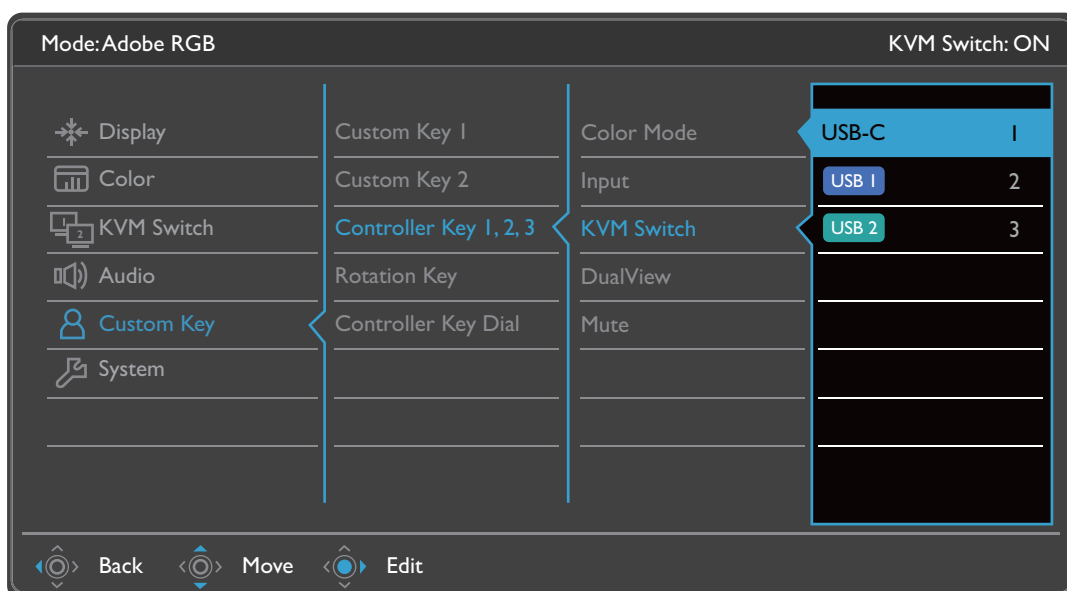 Mode: Adobe RGB KVM Switch: ON
Display Custom Key 1 Color Mode USB-C 1
Color Custom Key 2 Input USB 1 2
1 2 KVM Switch Controller Key 1, 2, 3 KVM Switch USB 2 3
Audio Rotation Key DualView
Custom Key Controller Key Dial Mute
System
Back Move Edit